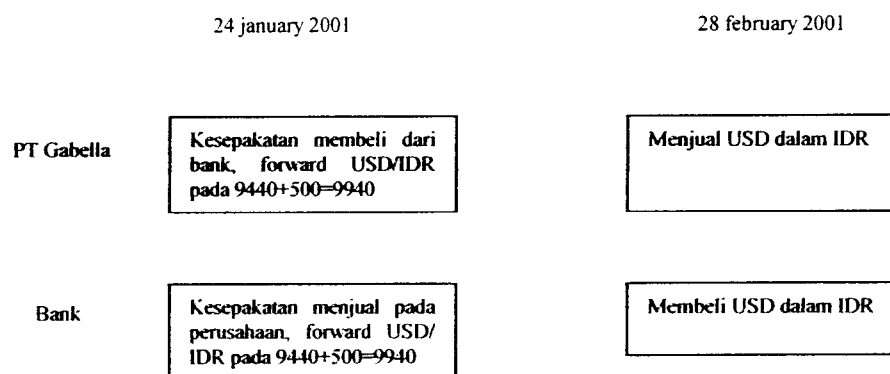 24 january 2001
28 february 2001
PT Gabella
Kesepakatan membeli dari
bank, forward USD/IDR
pada 9440+500=9940
Menjual USD dalam IDR
Bank
Kesepakatan menjual pada
perusahaan, forward USD/
IDR pada 9440+500=9940
Membeli USD dalam IDR